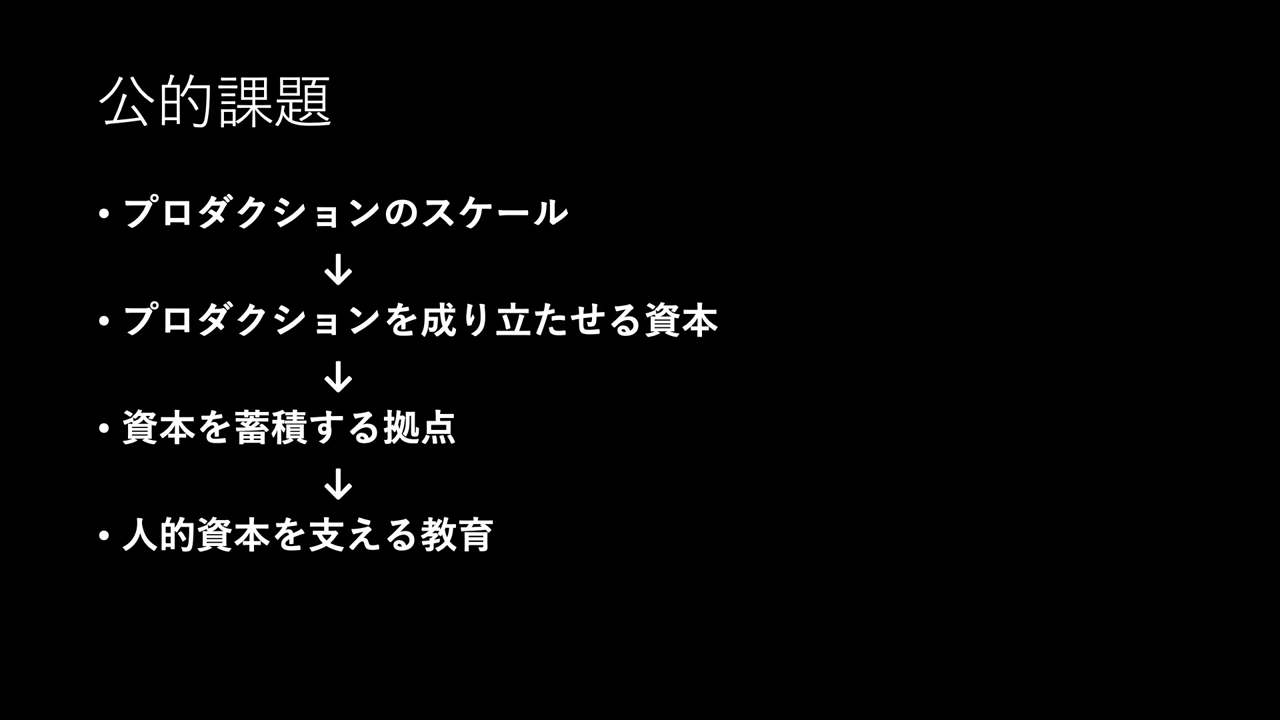 公的課題
• プロダクションのスケール
↓
• プロダクションを成り立たせる資本
↓
• 資本を蓄積する拠点
↓
• 人的資本を支える教育